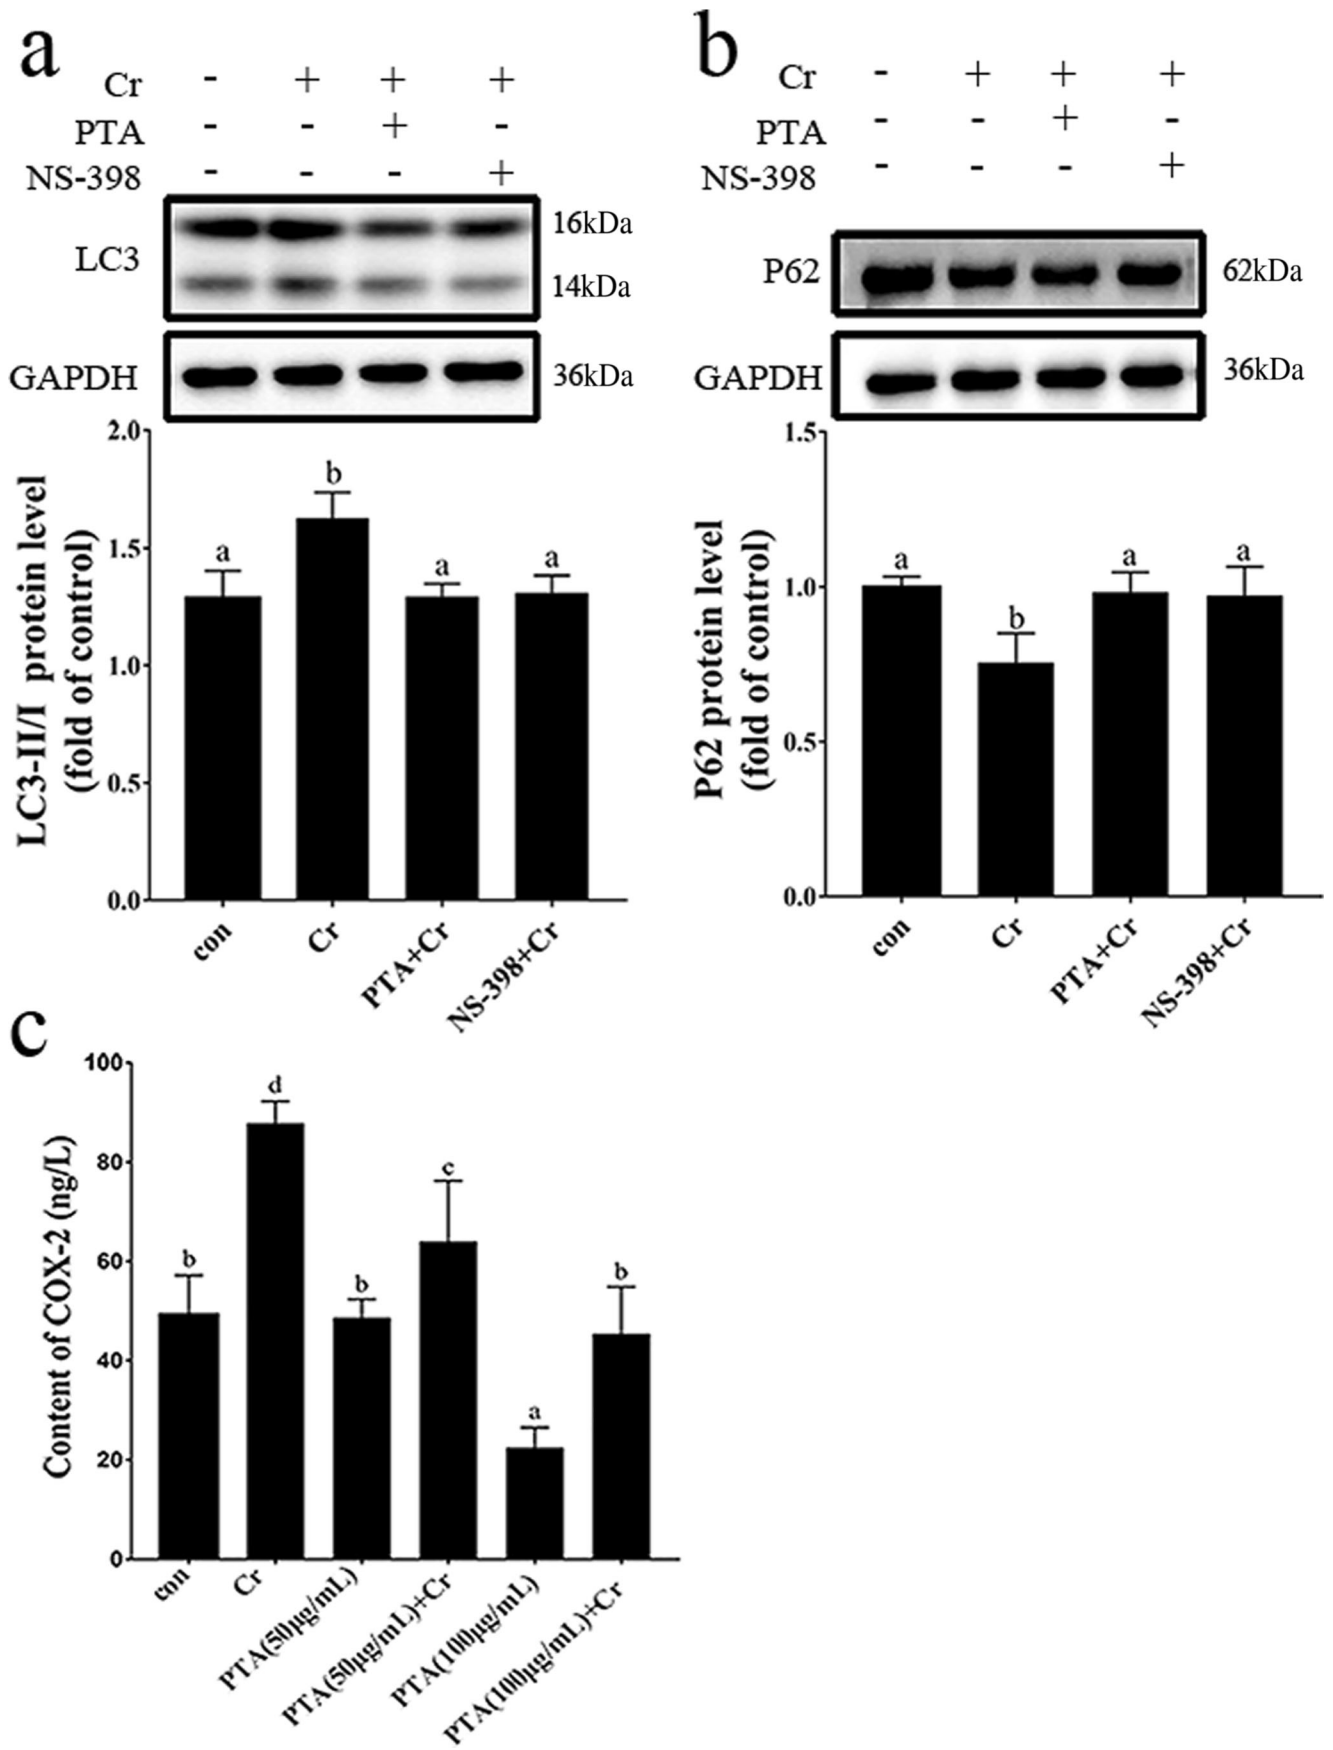 a
Cr - + + +
PTA - - + -
NS-398 - - - +
LC3
16kDa
14kDa
GAPDH
36kDa
LC3-II/I protein level
(fold of control)
2.0
1.5
1.0
0.5
0.0
a
b
a
a
con
Cr
PTA+Cr
NS-398+Cr
b
Cr - + + +
PTA - - + -
NS-398 - - - +
P62
62kDa
GAPDH
36kDa
P62 protein level
(fold of control)
1.5
1.0
0.5
0.0
a
b
a
a
con
Cr
PTA+Cr
NS-398+Cr
c
Content of COX-2 (ng/L)
100
80
60
40
20
0
b
d
b
c
a
b
con
Cr
PTA(50μg/mL)
PTA(50μg/mL)+Cr
PTA(100μg/mL)
PTA(100μg/mL)+Cr